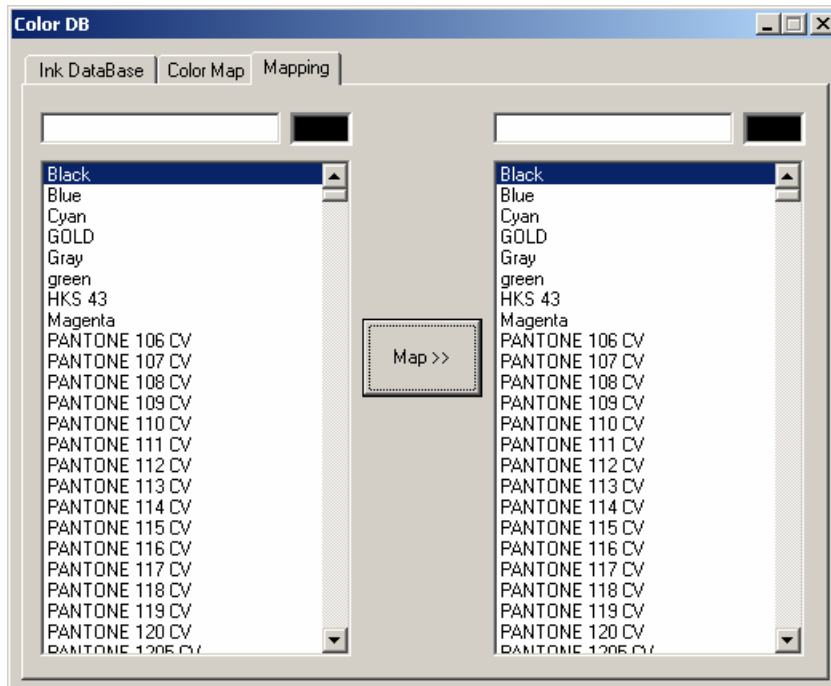 Color DB
Ink DataBase Color Map Mapping
Black
Blue
Cyan
GOLD
Gray
green
HKS 43
Magenta
PANTONE 106 CV
PANTONE 107 CV
PANTONE 108 CV
PANTONE 109 CV
PANTONE 110 CV
PANTONE 111 CV
PANTONE 112 CV
PANTONE 113 CV
PANTONE 114 CV
PANTONE 115 CV
PANTONE 116 CV
PANTONE 117 CV
PANTONE 118 CV
PANTONE 119 CV
PANTONE 120 CV
PANTONE 1205 CV
Map >>
Black
Blue
Cyan
GOLD
Gray
green
HKS 43
Magenta
PANTONE 106 CV
PANTONE 107 CV
PANTONE 108 CV
PANTONE 109 CV
PANTONE 110 CV
PANTONE 111 CV
PANTONE 112 CV
PANTONE 113 CV
PANTONE 114 CV
PANTONE 115 CV
PANTONE 116 CV
PANTONE 117 CV
PANTONE 118 CV
PANTONE 119 CV
PANTONE 120 CV
PANTONE 1205 CV